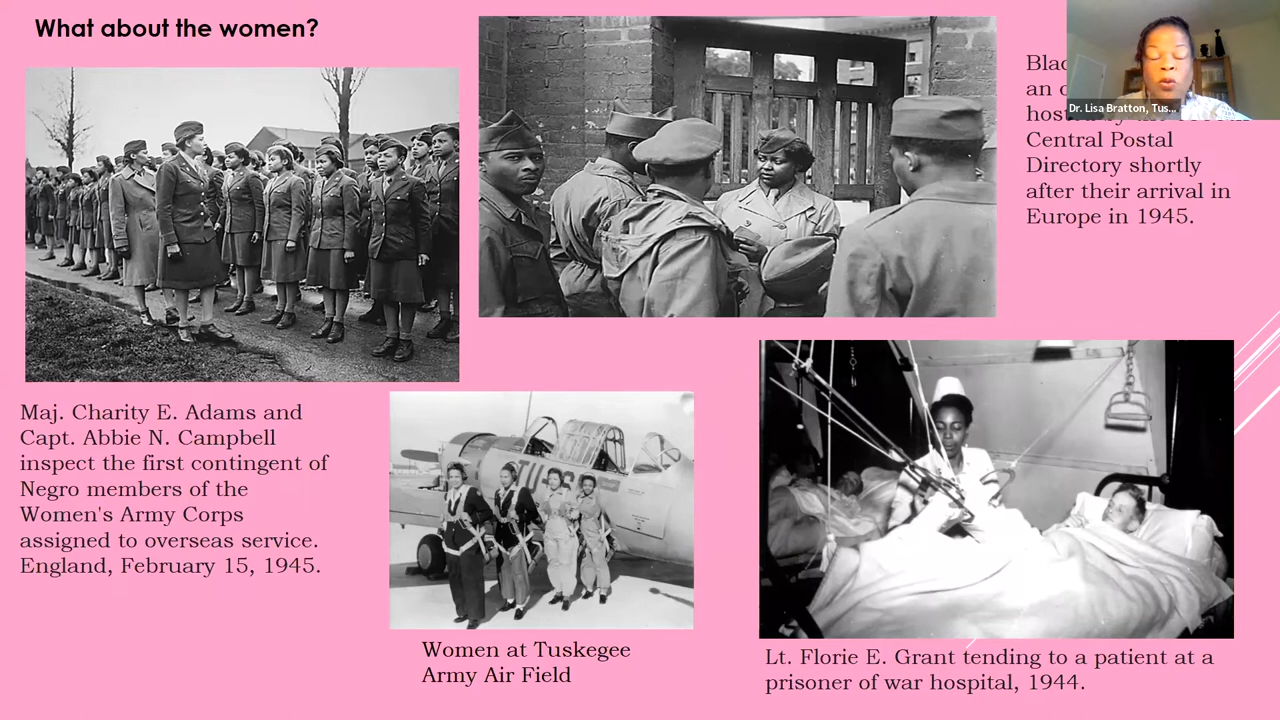 What about the women?
an
Central Postal
Directory shortly
after their arrival in
Europe in 1945.
Dr. Lisa Bratton, Tus...
Maj. Charity E. Adams and
Capt. Abbie N. Campbell
inspect the first contingent of
Negro members of the
Women's Army Corps
assigned to overseas service.
England, February 15, 1945.
Women at Tuskegee
Army Air Field
Lt. Florie E. Grant tending to a patient at a
prisoner of war hospital, 1944.